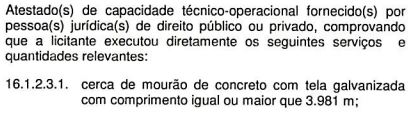 Atestado(s) de capacidade técnico-operacional fornecido(s) por
pessoa(s) jurídica(s) de direito público ou privado, comprovando
que a licitante executou diretamente os seguintes serviços e
quantidades relevantes:
16.1.2.3.1. cerca de mourão de concreto com tela galvanizada
com comprimento igual ou maior que 3.981 m;